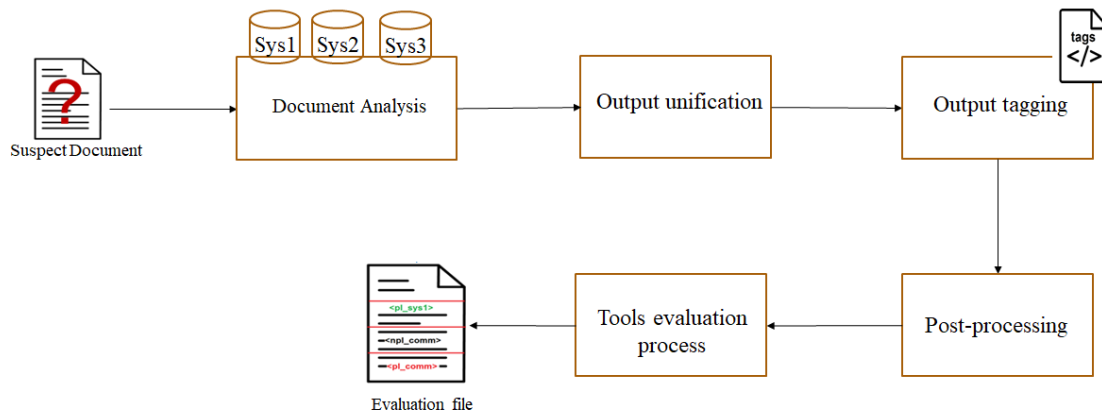 Sys1
Sys2
Sys3
tags
</>
Document Analysis
Output unification
Output tagging
?
Suspect Document
<pl_sys1>
<npl_comm>
<pl_comm>
Tools evaluation
process
Post-processing
Evaluation file